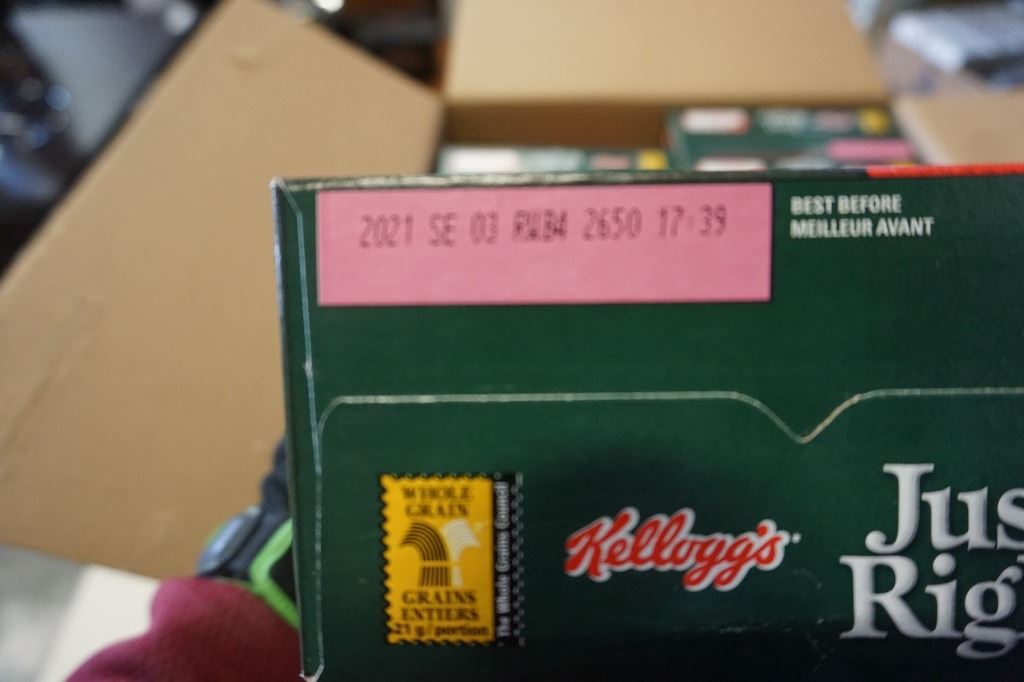 2021 SE 03 RWB4 2650 17:39
BEST BEFORE
MEILLEUR AVANT
WHOLE
GRAIN
GRAINS
ENTIERS
21 g/portion
The Whole Grains Council
Kellogg's
Jus
Rig